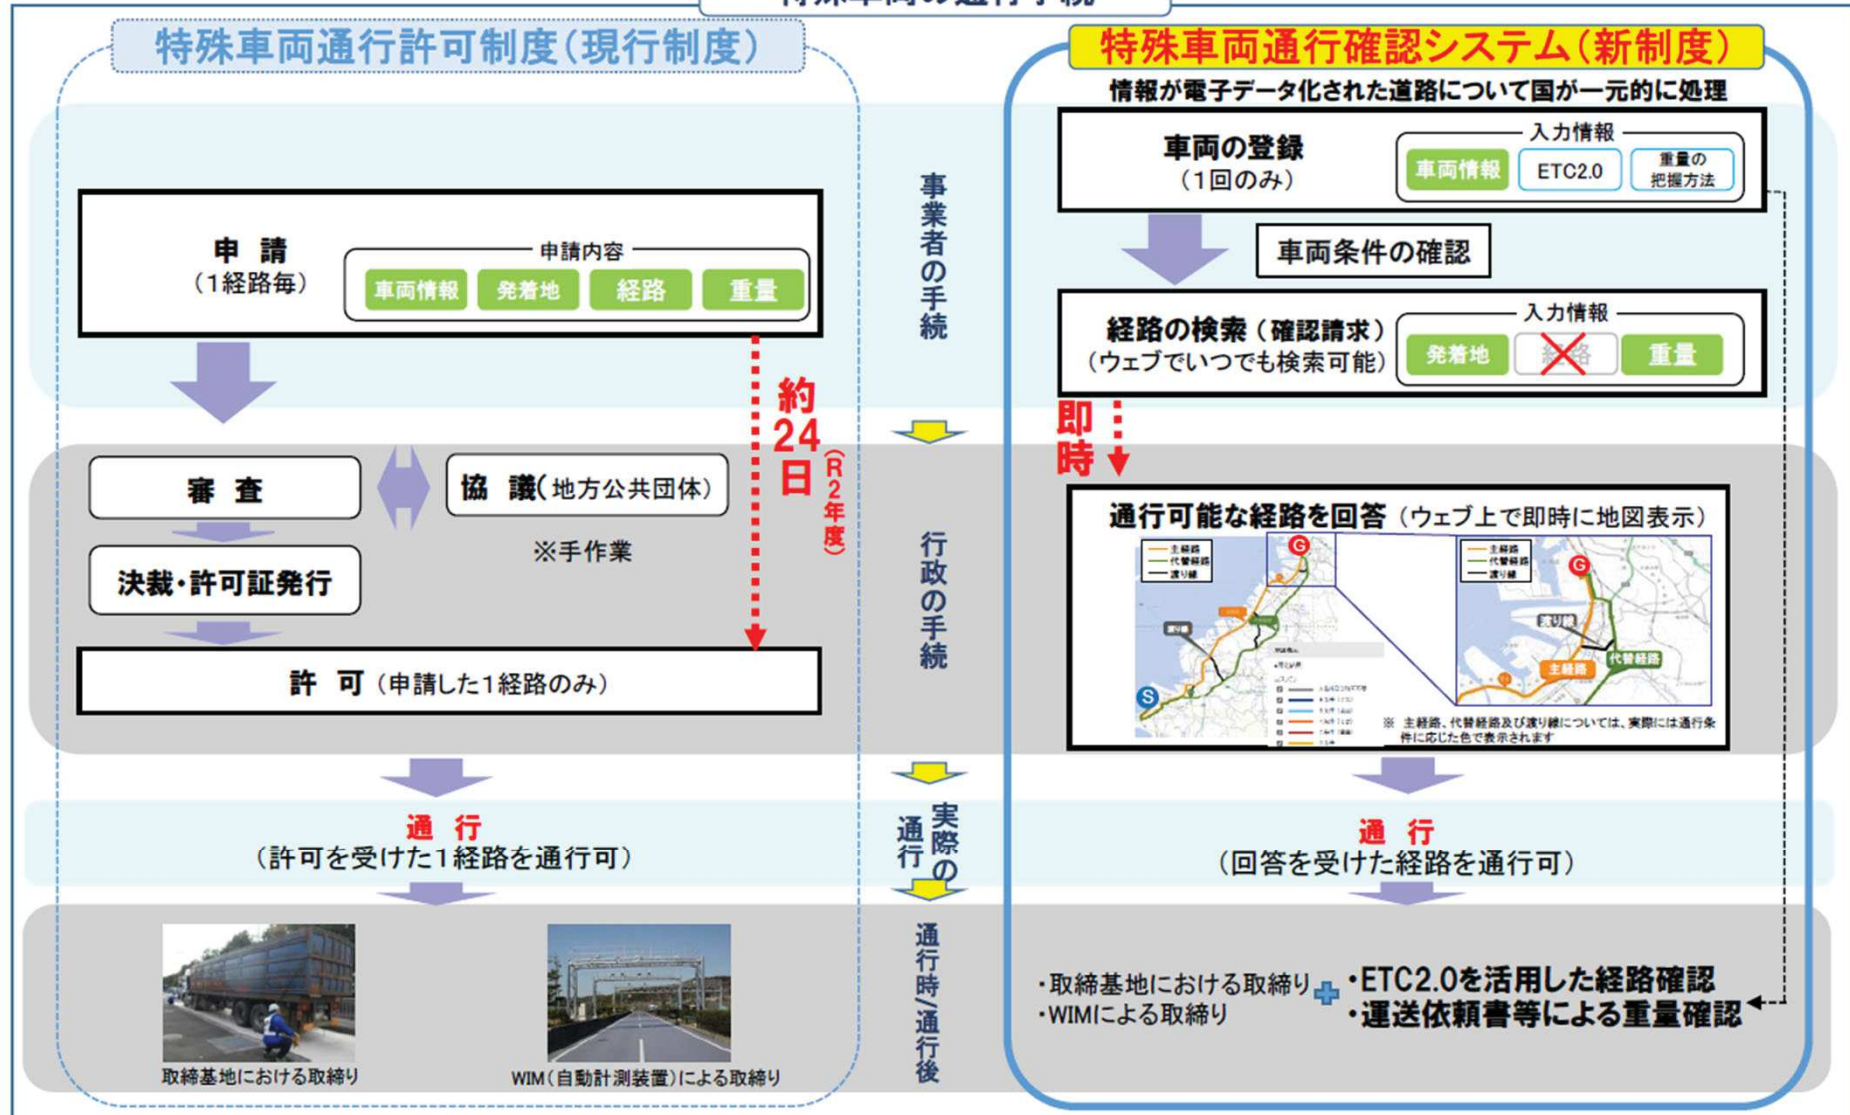 特殊車両の通行手続
特殊車両通行許可制度(現行制度)
申 請
(1経路毎)
申請内容
車両情報
発着地
経路
重量
約24日
(R2年度)
審 査
協 議(地方公共団体)
※手作業
決裁・許可証発行
許 可(申請した1経路のみ)
通 行
(許可を受けた1経路を通行可)
取締基地における取締り
WIM(自動計測装置)による取締り
事業者の手続
行政の手続
実際の
通行
通行時/通行後
特殊車両通行確認システム(新制度)
情報が電子データ化された道路について国が一元的に処理
車両の登録
(1回のみ)
入力情報
車両情報
ETC2.0
重量の
把握方法
車両条件の確認
経路の検索(確認請求)
(ウェブでいつでも検索可能)
入力情報
発着地
経路
重量
即時
通行可能な経路を回答(ウェブ上で即時に地図表示)
主経路
代替経路
渡り線
G
渡り線
S
主経路
代替経路
渡り線
G
渡り線
主経路
代替経路
※ 主経路、代替経路及び渡り線については、実際には通行条
件に応じた色で表示されます
通 行
(回答を受けた経路を通行可)
・取締基地における取締り
・WIMによる取締り
・ETC2.0を活用した経路確認
・運送依頼書等による重量確認